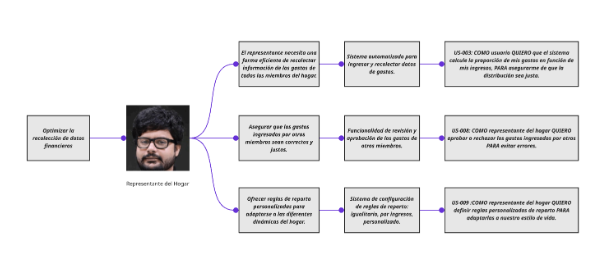 El representante necesita una
forma eficiente de recolectar
información de los gastos de
todos los miembros del hogar.
Sistema automatizado para
ingresar y recolectar datos
de gastos.
US-003: COMO usuario QUIERO que el sistema
calcule la proporción de mis gastos en función de
mis ingresos, PARA asegurarme de que la
distribución sea justa.
Optimizar la
recolección de datos
financieros
Representante del Hogar
Asegurar que los gastos
ingresados por otros
miembros sean correctos y
justos.
Funcionalidad de revisión y
aprobación de los gastos de
otros miembros.
US-008: COMO representante del hogar QUIERO
aprobar o rechazar los gastos ingresados por otros
PARA evitar errores.
Ofrecer reglas de reparto
personalizadas para
adaptarse a las diferentes
dinámicas del hogar.
Sistema de configuración
de reglas de reparto:
igualitario, por ingresos,
personalizado.
US-009 :COMO representante del hogar QUIERO
definir reglas personalizadas de reparto PARA
adaptarlas a nuestro estilo de vida.